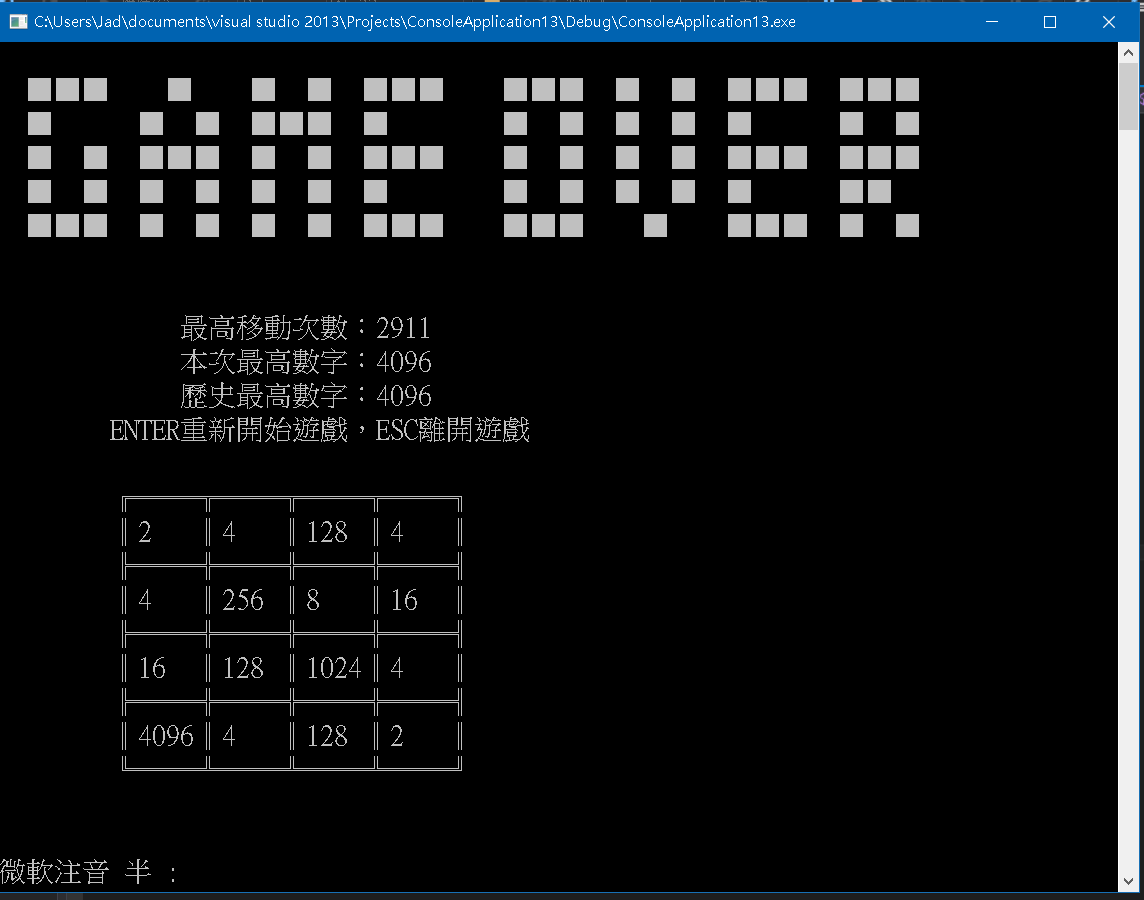 C:\Users\Jad\documents\visual studio 2013\Projects\ConsoleApplication13\Debug\ConsoleApplication13.exe
GAME OVER
最高移動次數：2911
本次最高數字：4096
歷史最高數字：4096
ENTER重新開始遊戲，ESC離開遊戲
2 4 128 4
4 256 8 16
16 128 1024 4
4096 4 128 2
微軟注音 半 :